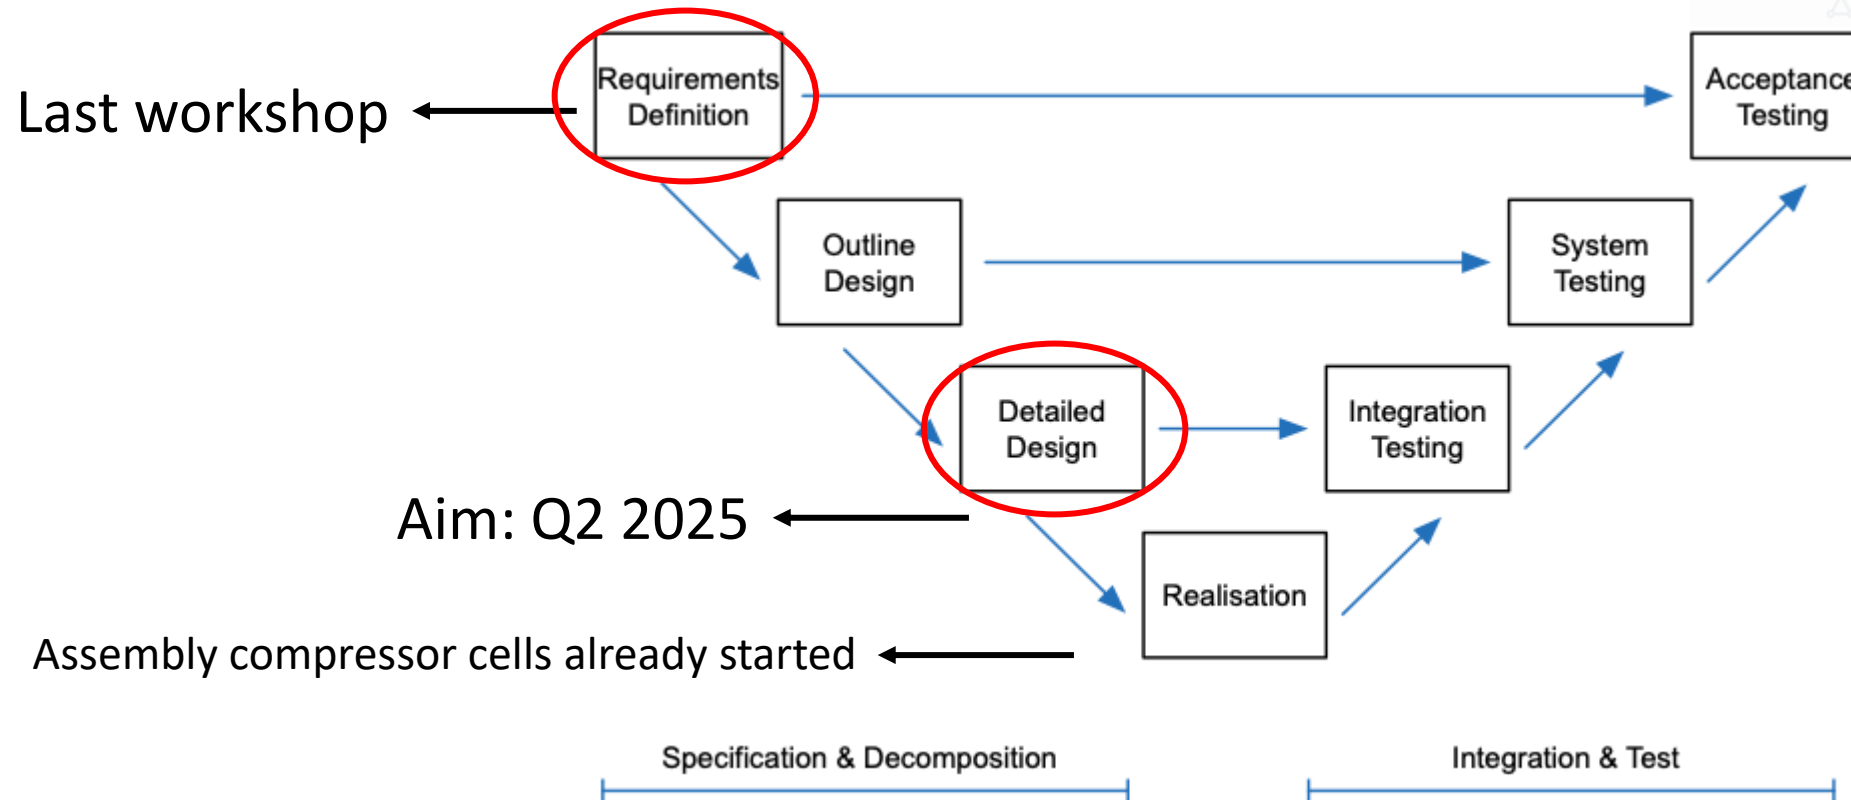 Last workshop
Requirements
Definition
Acceptance
Testing
Outline
Design
System
Testing
Detailed
Design
Integration
Testing
Aim: Q2 2025
Realisation
Assembly compressor cells already started
Specification & Decomposition
Integration & Test